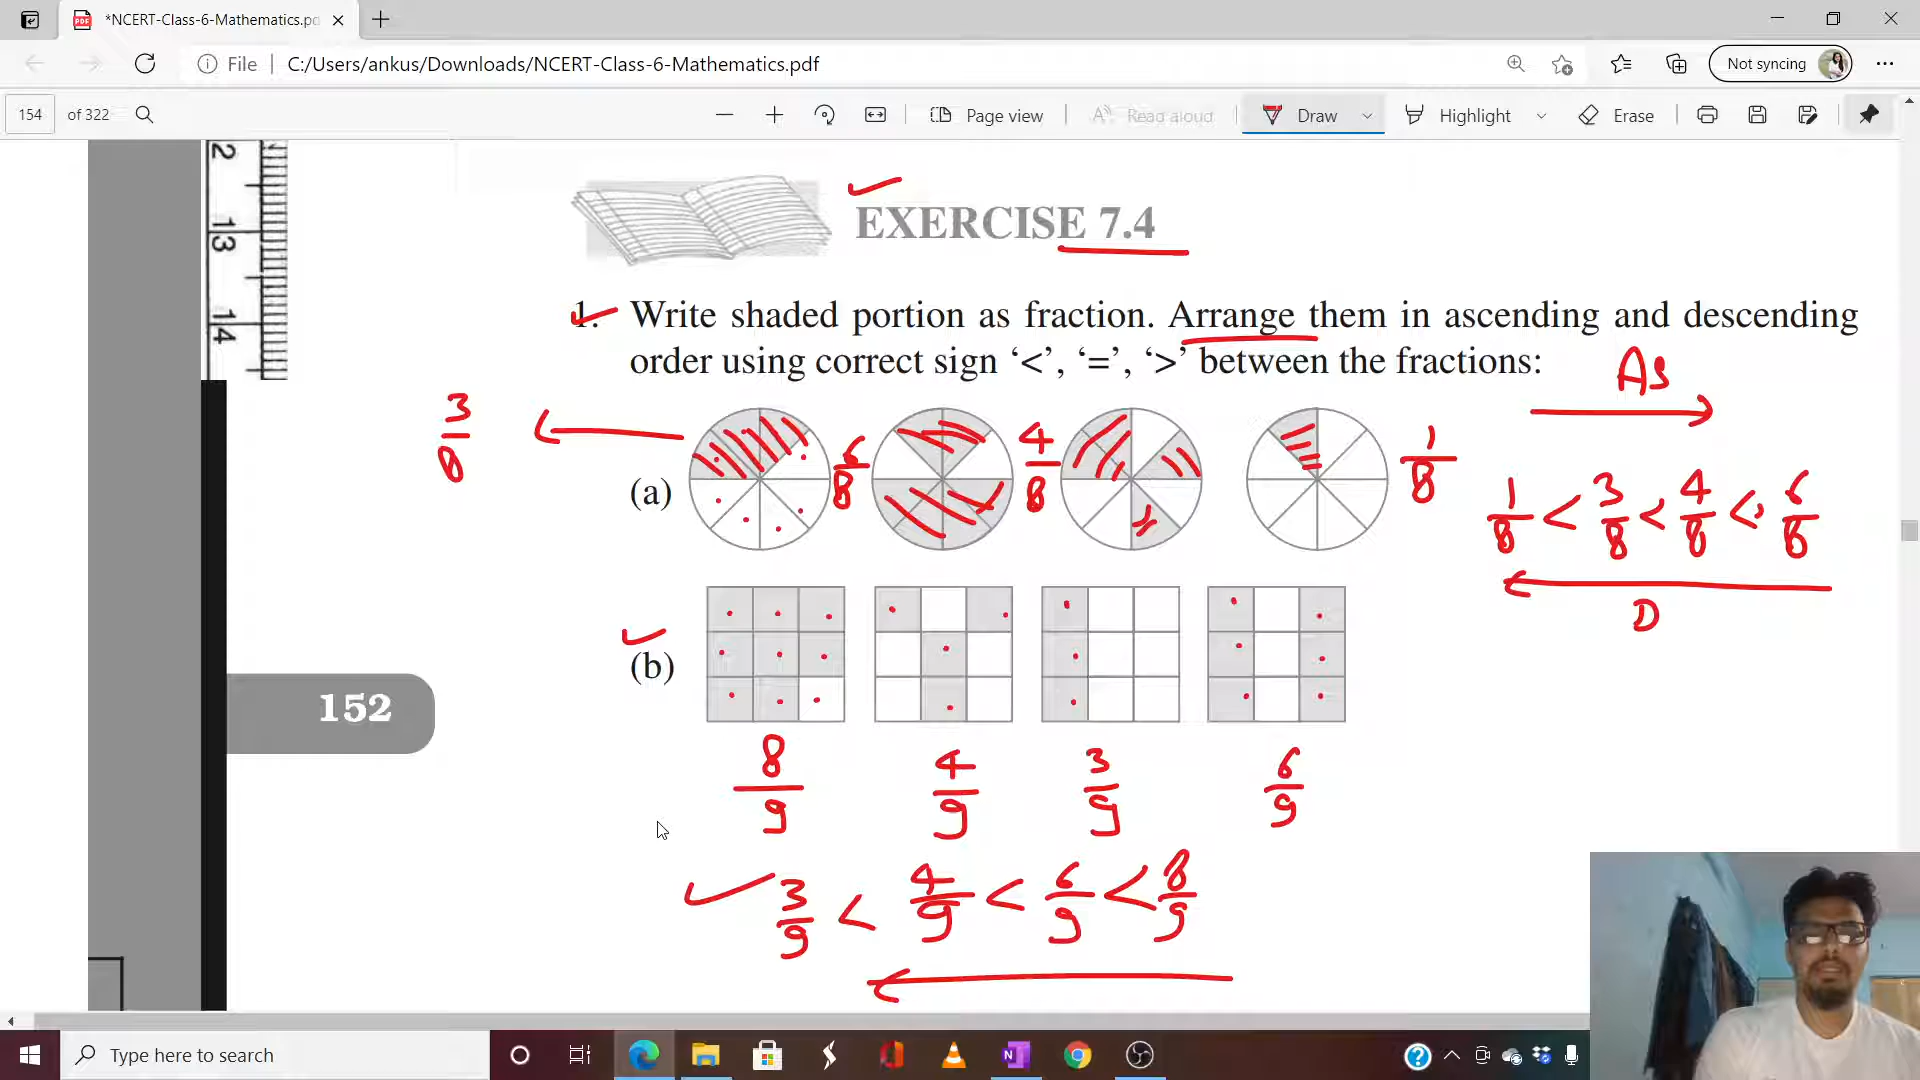 *NCERT-Class-6-Mathematics.pd
File C:/Users/ankus/Downloads/NCERT-Class-6-Mathematics.pdf Not syncing
154 of 322 Page view Read aloud Draw Highlight Erase
2
13
14
EXERCISE 7.4
1. Write shaded portion as fraction. Arrange them in ascending and descending
order using correct sign ‘<’, ‘=’, ‘>’ between the fractions:
As
(a) 3/8 6/8 4/8 1/8
1/8 < 3/8 < 4/8 < 6/8
D
(b)
152
8/9 4/9 3/9 6/9
3/9 < 4/9 < 6/9 < 8/9
Type here to search